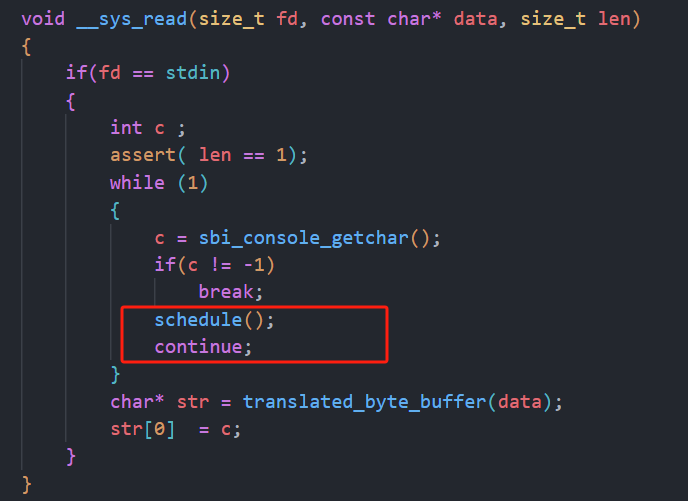 void __sys_read(size_t fd, const char* data, size_t len)
{
    if(fd == stdin)
    {
        int c ;
        assert( len == 1);
        while (1)
        {
            c = sbi_console_getchar();
            if(c != -1)
                break;
            schedule();
            continue;
        }
        char* str = translated_byte_buffer(data);
        str[0]  = c;
    }
}